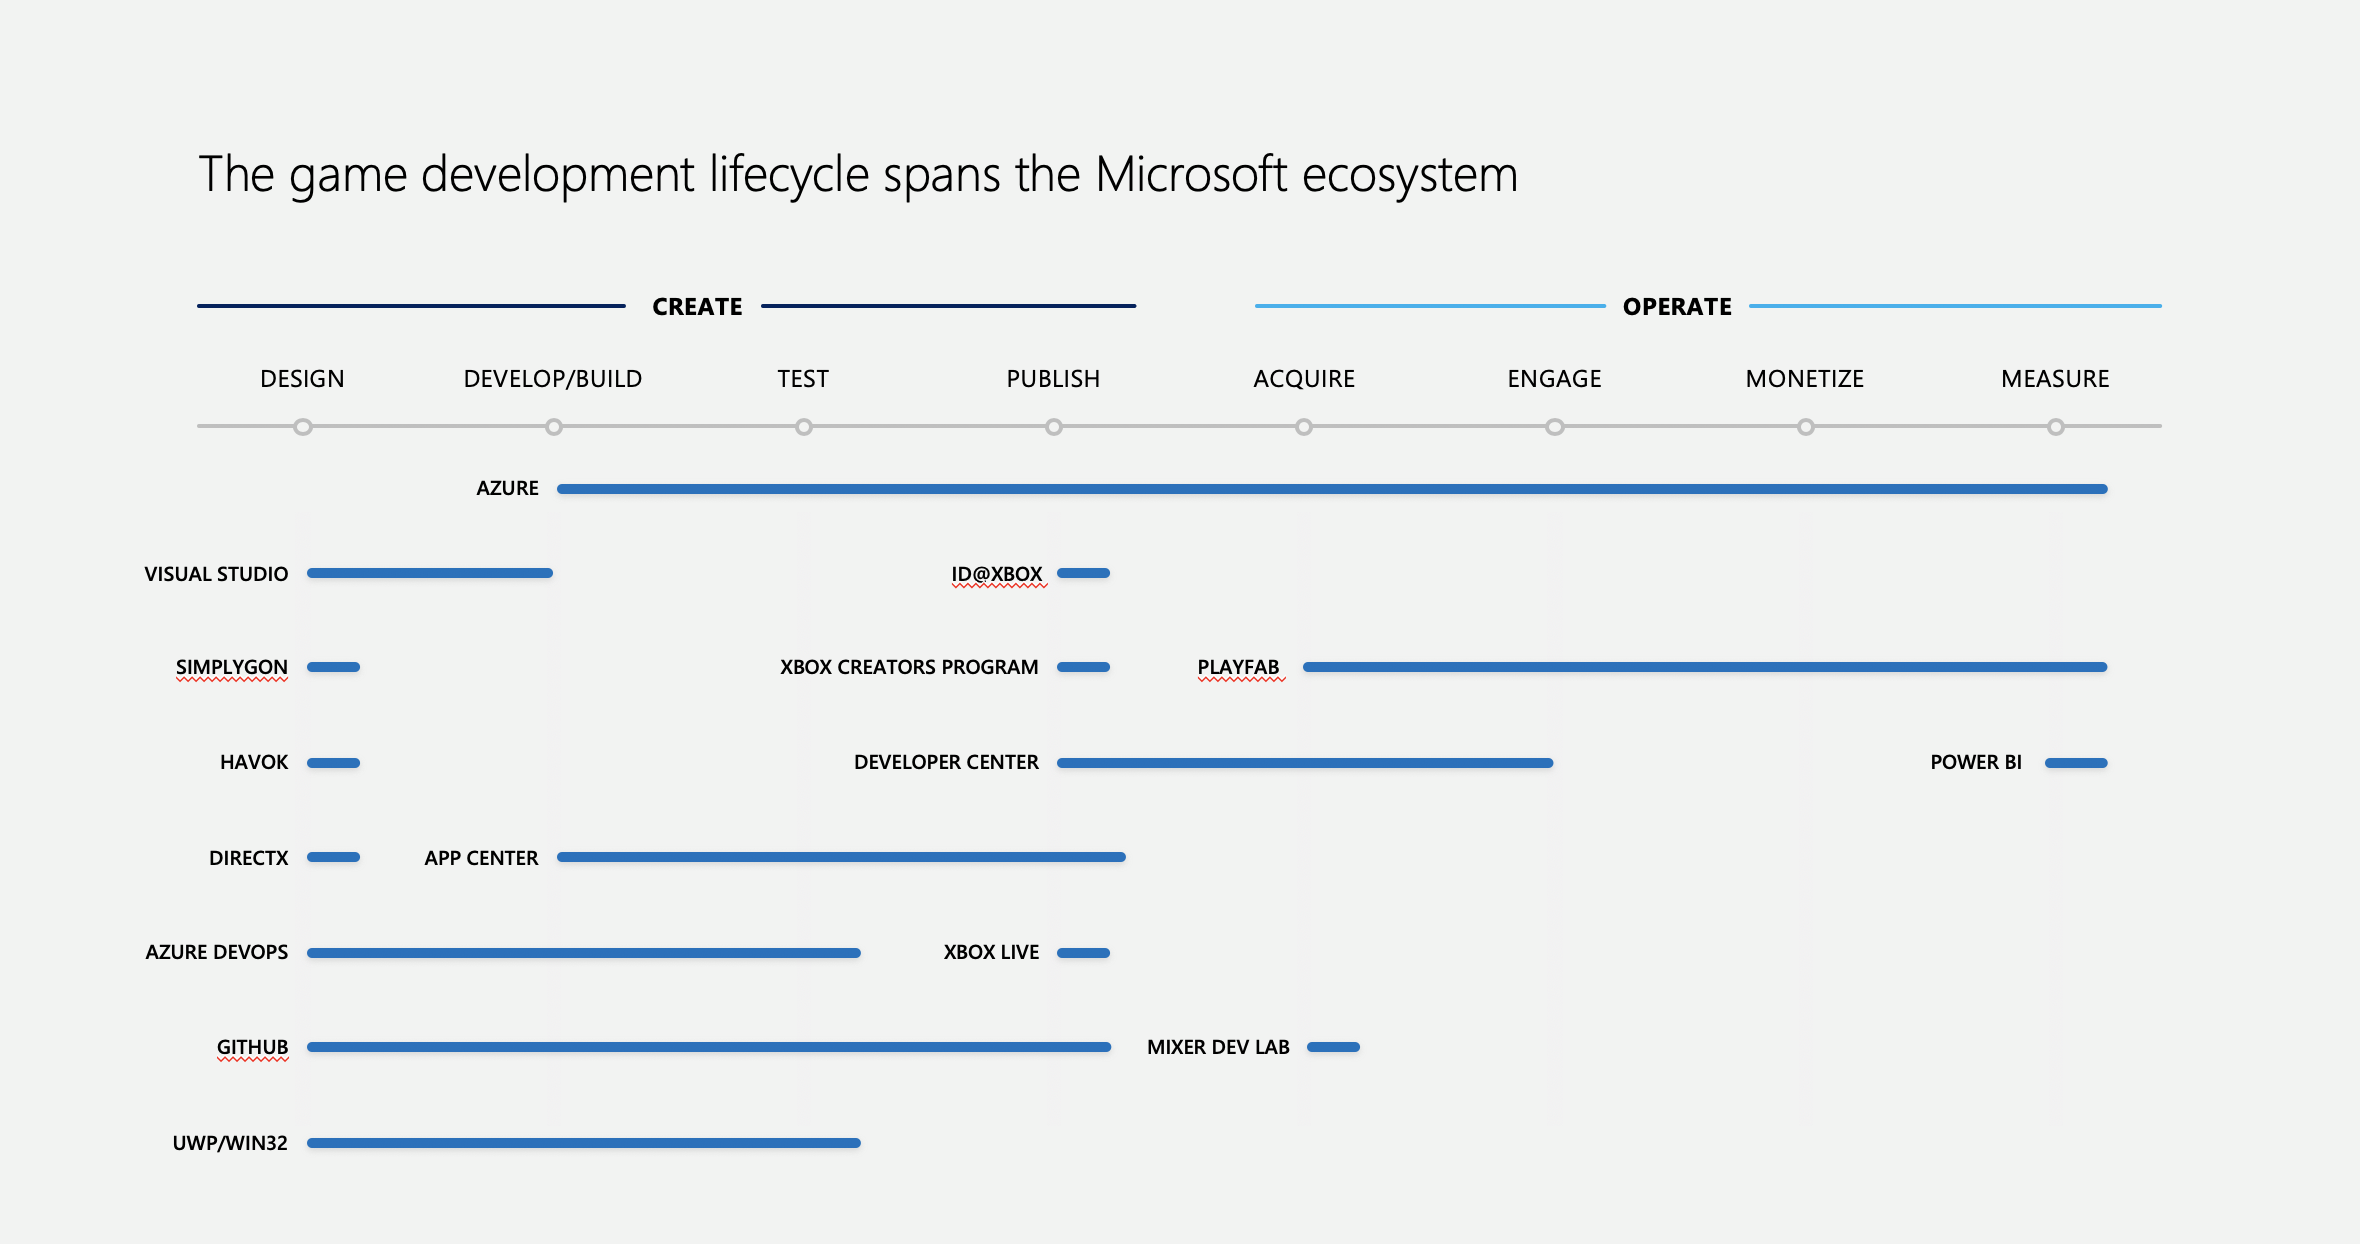 The game development lifecycle spans the Microsoft ecosystem
CREATE
OPERATE
DESIGN
DEVELOP/BUILD
TEST
PUBLISH
ACQUIRE
ENGAGE
MONETIZE
MEASURE
AZURE
VISUAL STUDIO
ID@XBOX
SIMPLYGON
XBOX CREATORS PROGRAM
PLAYFAB
HAVOK
DEVELOPER CENTER
POWER BI
DIRECTX
APP CENTER
AZURE DEVOPS
XBOX LIVE
GITHUB
MIXER DEV LAB
UWP/WIN32